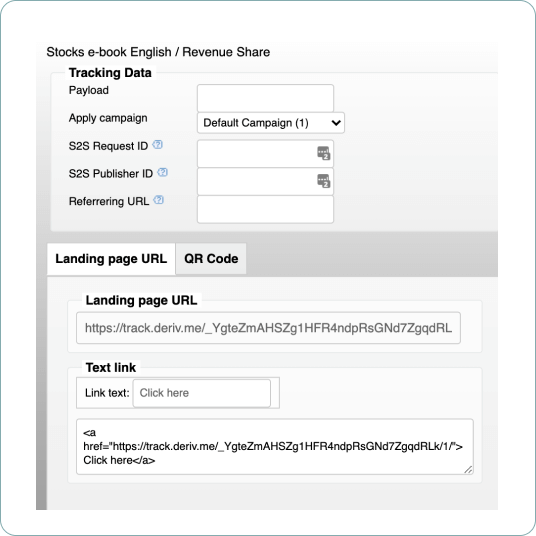 Stocks e-book English / Revenue Share
Tracking Data
Payload
Apply campaign Default Campaign (1)
S2S Request ID ?
S2S Publisher ID ?
Referrering URL ?
Landing page URL QR Code
Landing page URL
https://track.deriv.me/_YgteZmAHSZg1HFR4ndpRsGNd7ZgqdRL
Text link
Link text: Click here
<a
href="https://track.deriv.me/_YgteZmAHSZg1HFR4ndpRsGNd7ZgqdRLk/1/">
Click here</a>